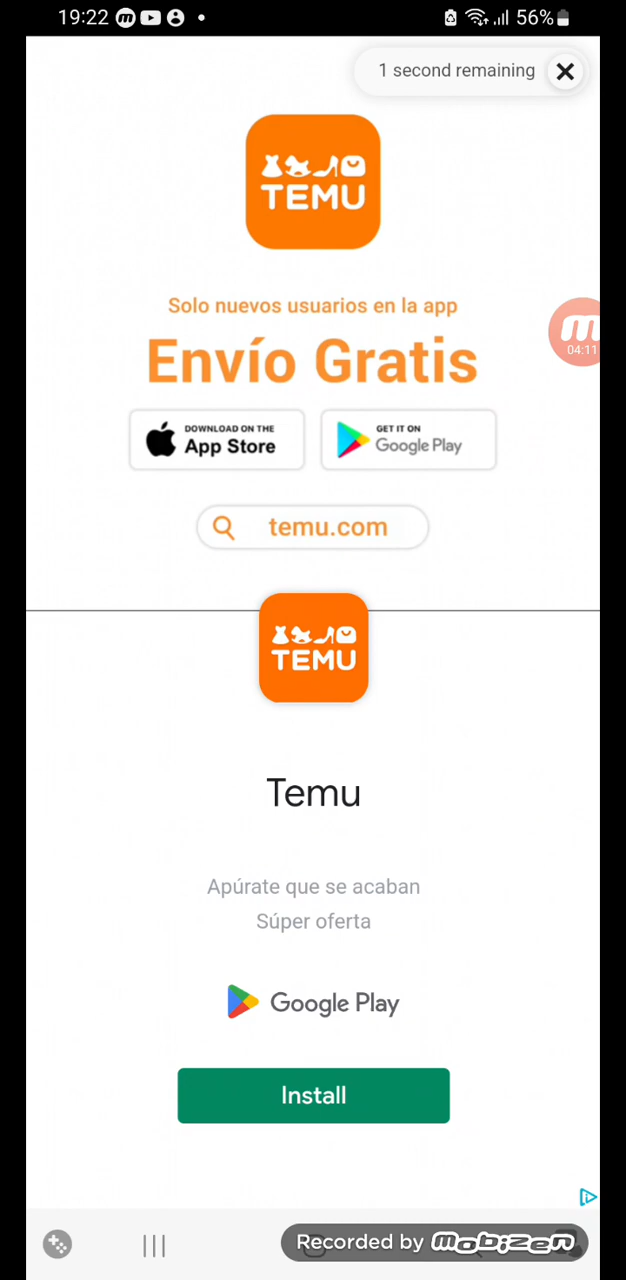 19:22
56%
1 second remaining
TEMU
Solo nuevos usuarios en la app
Envío Gratis
04:11
DOWNLOAD ON THE
App Store
GET IT ON
Google Play
temu.com
TEMU
Temu
Apúrate que se acaban
Súper oferta
Google Play
Install
Recorded by mobizen